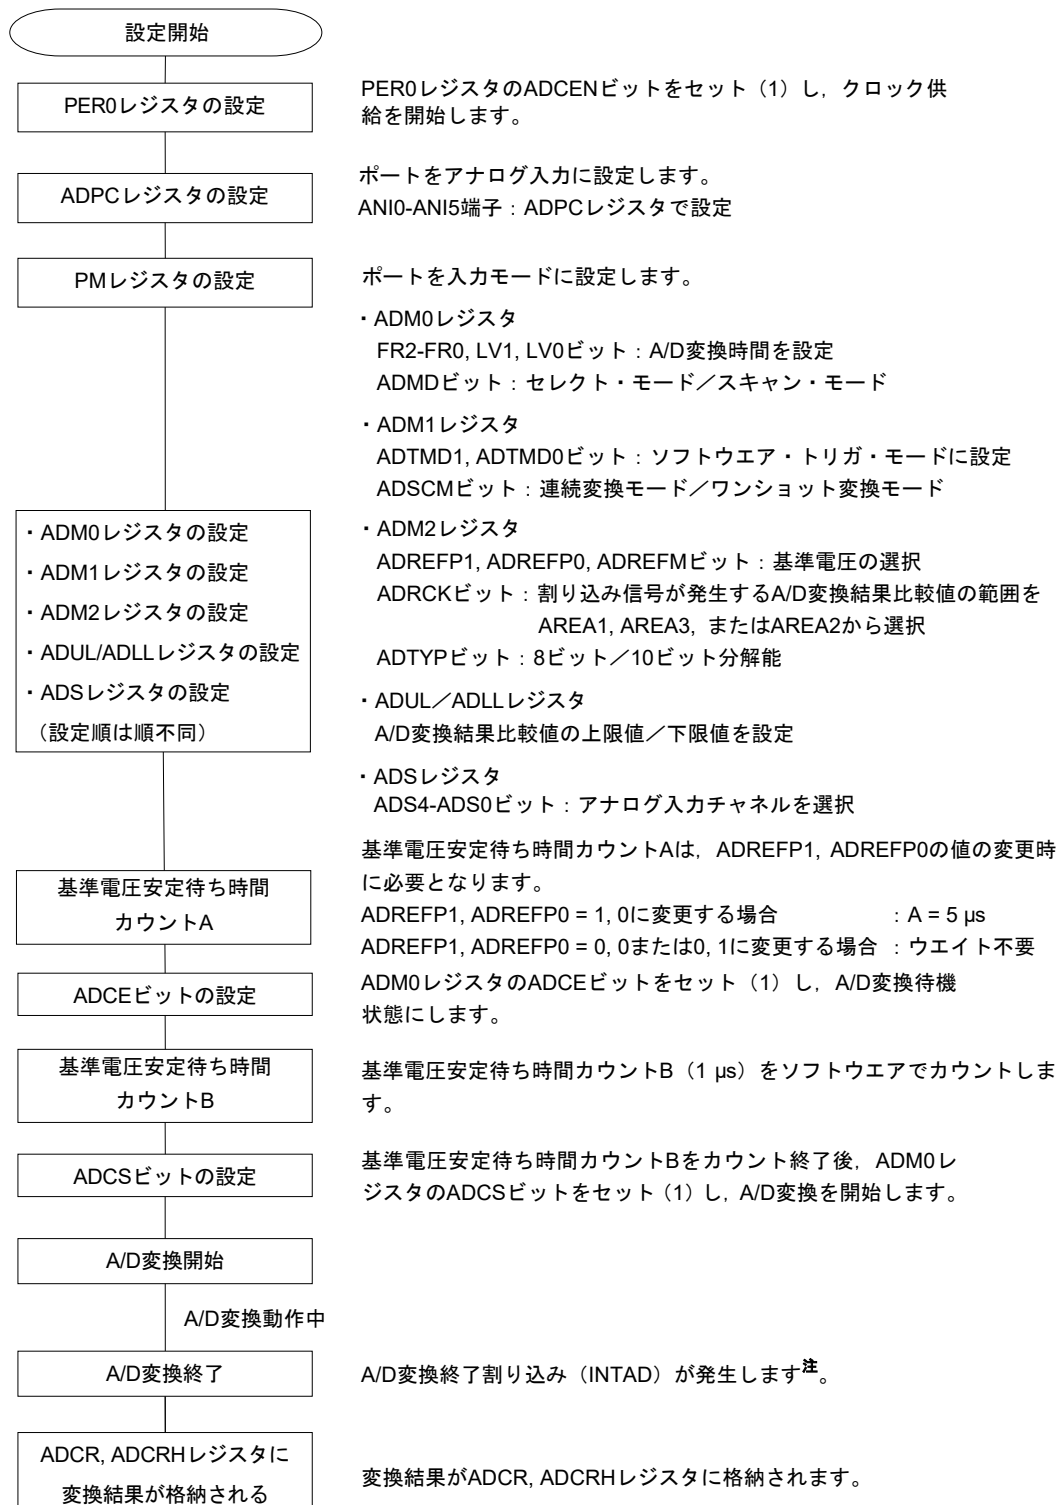 設定開始
PER0レジスタの設定
PER0レジスタのADCENビットをセット（1）し，クロック供
給を開始します。
ADPCレジスタの設定
ポートをアナログ入力に設定します。
ANI0-ANI5端子：ADPCレジスタで設定
PMレジスタの設定
ポートを入力モードに設定します。
・ADM0レジスタ
FR2-FR0, LV1, LV0ビット：A/D変換時間を設定
ADMDビット：セレクト・モード／スキャン・モード
・ADM1レジスタ
ADTMD1, ADTMD0ビット：ソフトウエア・トリガ・モードに設定
ADSCMビット：連続変換モード／ワンショット変換モード
・ADM2レジスタ
ADREFP1, ADREFP0, ADREFMビット：基準電圧の選択
ADRCKビット：割り込み信号が発生するA/D変換結果比較値の範囲を
AREA1, AREA3, またはAREA2から選択
ADTYPビット：8ビット／10ビット分解能
・ADUL／ADLLレジスタ
A/D変換結果比較値の上限値／下限値を設定
・ADSレジスタ
ADS4-ADS0ビット：アナログ入力チャネルを選択
・ADM0レジスタの設定
・ADM1レジスタの設定
・ADM2レジスタの設定
・ADUL/ADLLレジスタの設定
・ADSレジスタの設定
（設定順は順不同）
基準電圧安定待ち時間
カウントA
基準電圧安定待ち時間カウントAは，ADREFP1, ADREFP0の値の変更時
に必要となります。
ADREFP1, ADREFP0 = 1, 0に変更する場合 ：A = 5 µs
ADREFP1, ADREFP0 = 0, 0または0, 1に変更する場合 ：ウエイト不要
ADCEビットの設定
ADM0レジスタのADCEビットをセット（1）し，A/D変換待機
状態にします。
基準電圧安定待ち時間
カウントB
基準電圧安定待ち時間カウントB（1 µs）をソフトウエアでカウントしま
す。
ADCSビットの設定
基準電圧安定待ち時間カウントBをカウント終了後，ADM0レ
ジスタのADCSビットをセット（1）し，A/D変換を開始します。
A/D変換開始
A/D変換動作中
A/D変換終了
A/D変換終了割り込み（INTAD）が発生します注。
ADCR, ADCRHレジスタに
変換結果が格納される
変換結果がADCR, ADCRHレジスタに格納されます。